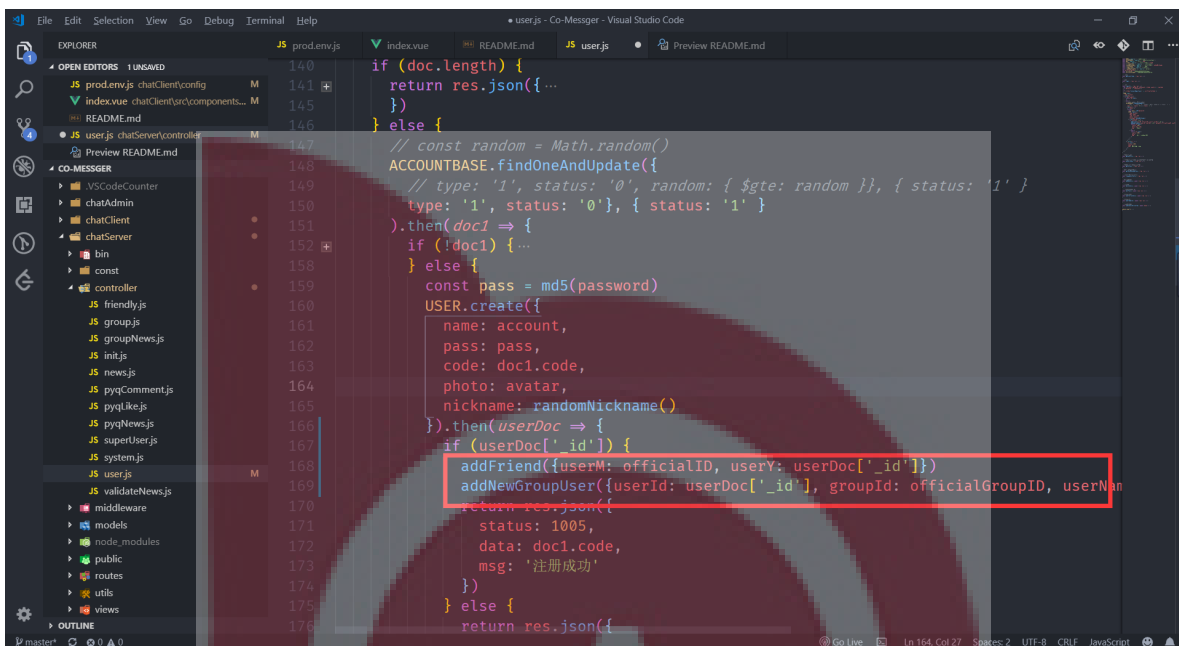 File Edit Selection View Go Debug Terminal Help
● user.js - Co-Messger - Visual Studio Code
EXPLORER
JS prod.env.js index.vue README.md JS user.js ● Preview README.md
OPEN EDITORS 1 UNSAVED
JS prod.env.js chatClient\config M
index.vue chatClient\src\components... M
README.md
● JS user.js chatServer\controller M
Preview README.md
CO-MESSGER
.VSCodeCounter
chatAdmin
chatClient
chatServer
bin
const
controller
JS friendly.js
JS group.js
JS groupNews.js
JS init.js
JS news.js
JS pyqComment.js
JS pyqLike.js
JS pyqNews.js
JS superUser.js
JS system.js
JS user.js M
JS validateNews.js
middleware
models
node_modules
public
routes
utils
views
OUTLINE
1
4
140 if (doc.length) {
141 return res.json({ …
145 })
146 } else {
147 // const random = Math.random()
148 ACCOUNTBASE.findOneAndUpdate({
149 // type: '1', status: '0', random: { $gte: random }}, { status: '1' }
150 type: '1', status: '0'}, { status: '1' }
151 ).then(doc1 ⇒ {
152 if (!doc1) { …
158 } else {
159 const pass = md5(password)
160 USER.create({
161 name: account,
162 pass: pass,
163 code: doc1.code,
164 photo: avatar,
165 nickname: randomNickname()
166 }).then(userDoc ⇒ {
167 if (userDoc['_id']) {
168 addFriend({userM: officialID, userY: userDoc['_id']})
169 addNewGroupUser({userId: userDoc['_id'], groupId: officialGroupID, userNam
170 return res.json({
171 status: 1005,
172 data: doc1.code,
173 msg: '注册成功'
174 })
175 } else {
176 return res.json({
master* 0 0 Go Live Ln 164, Col 27 Spaces: 2 UTF-8 CRLF JavaScript